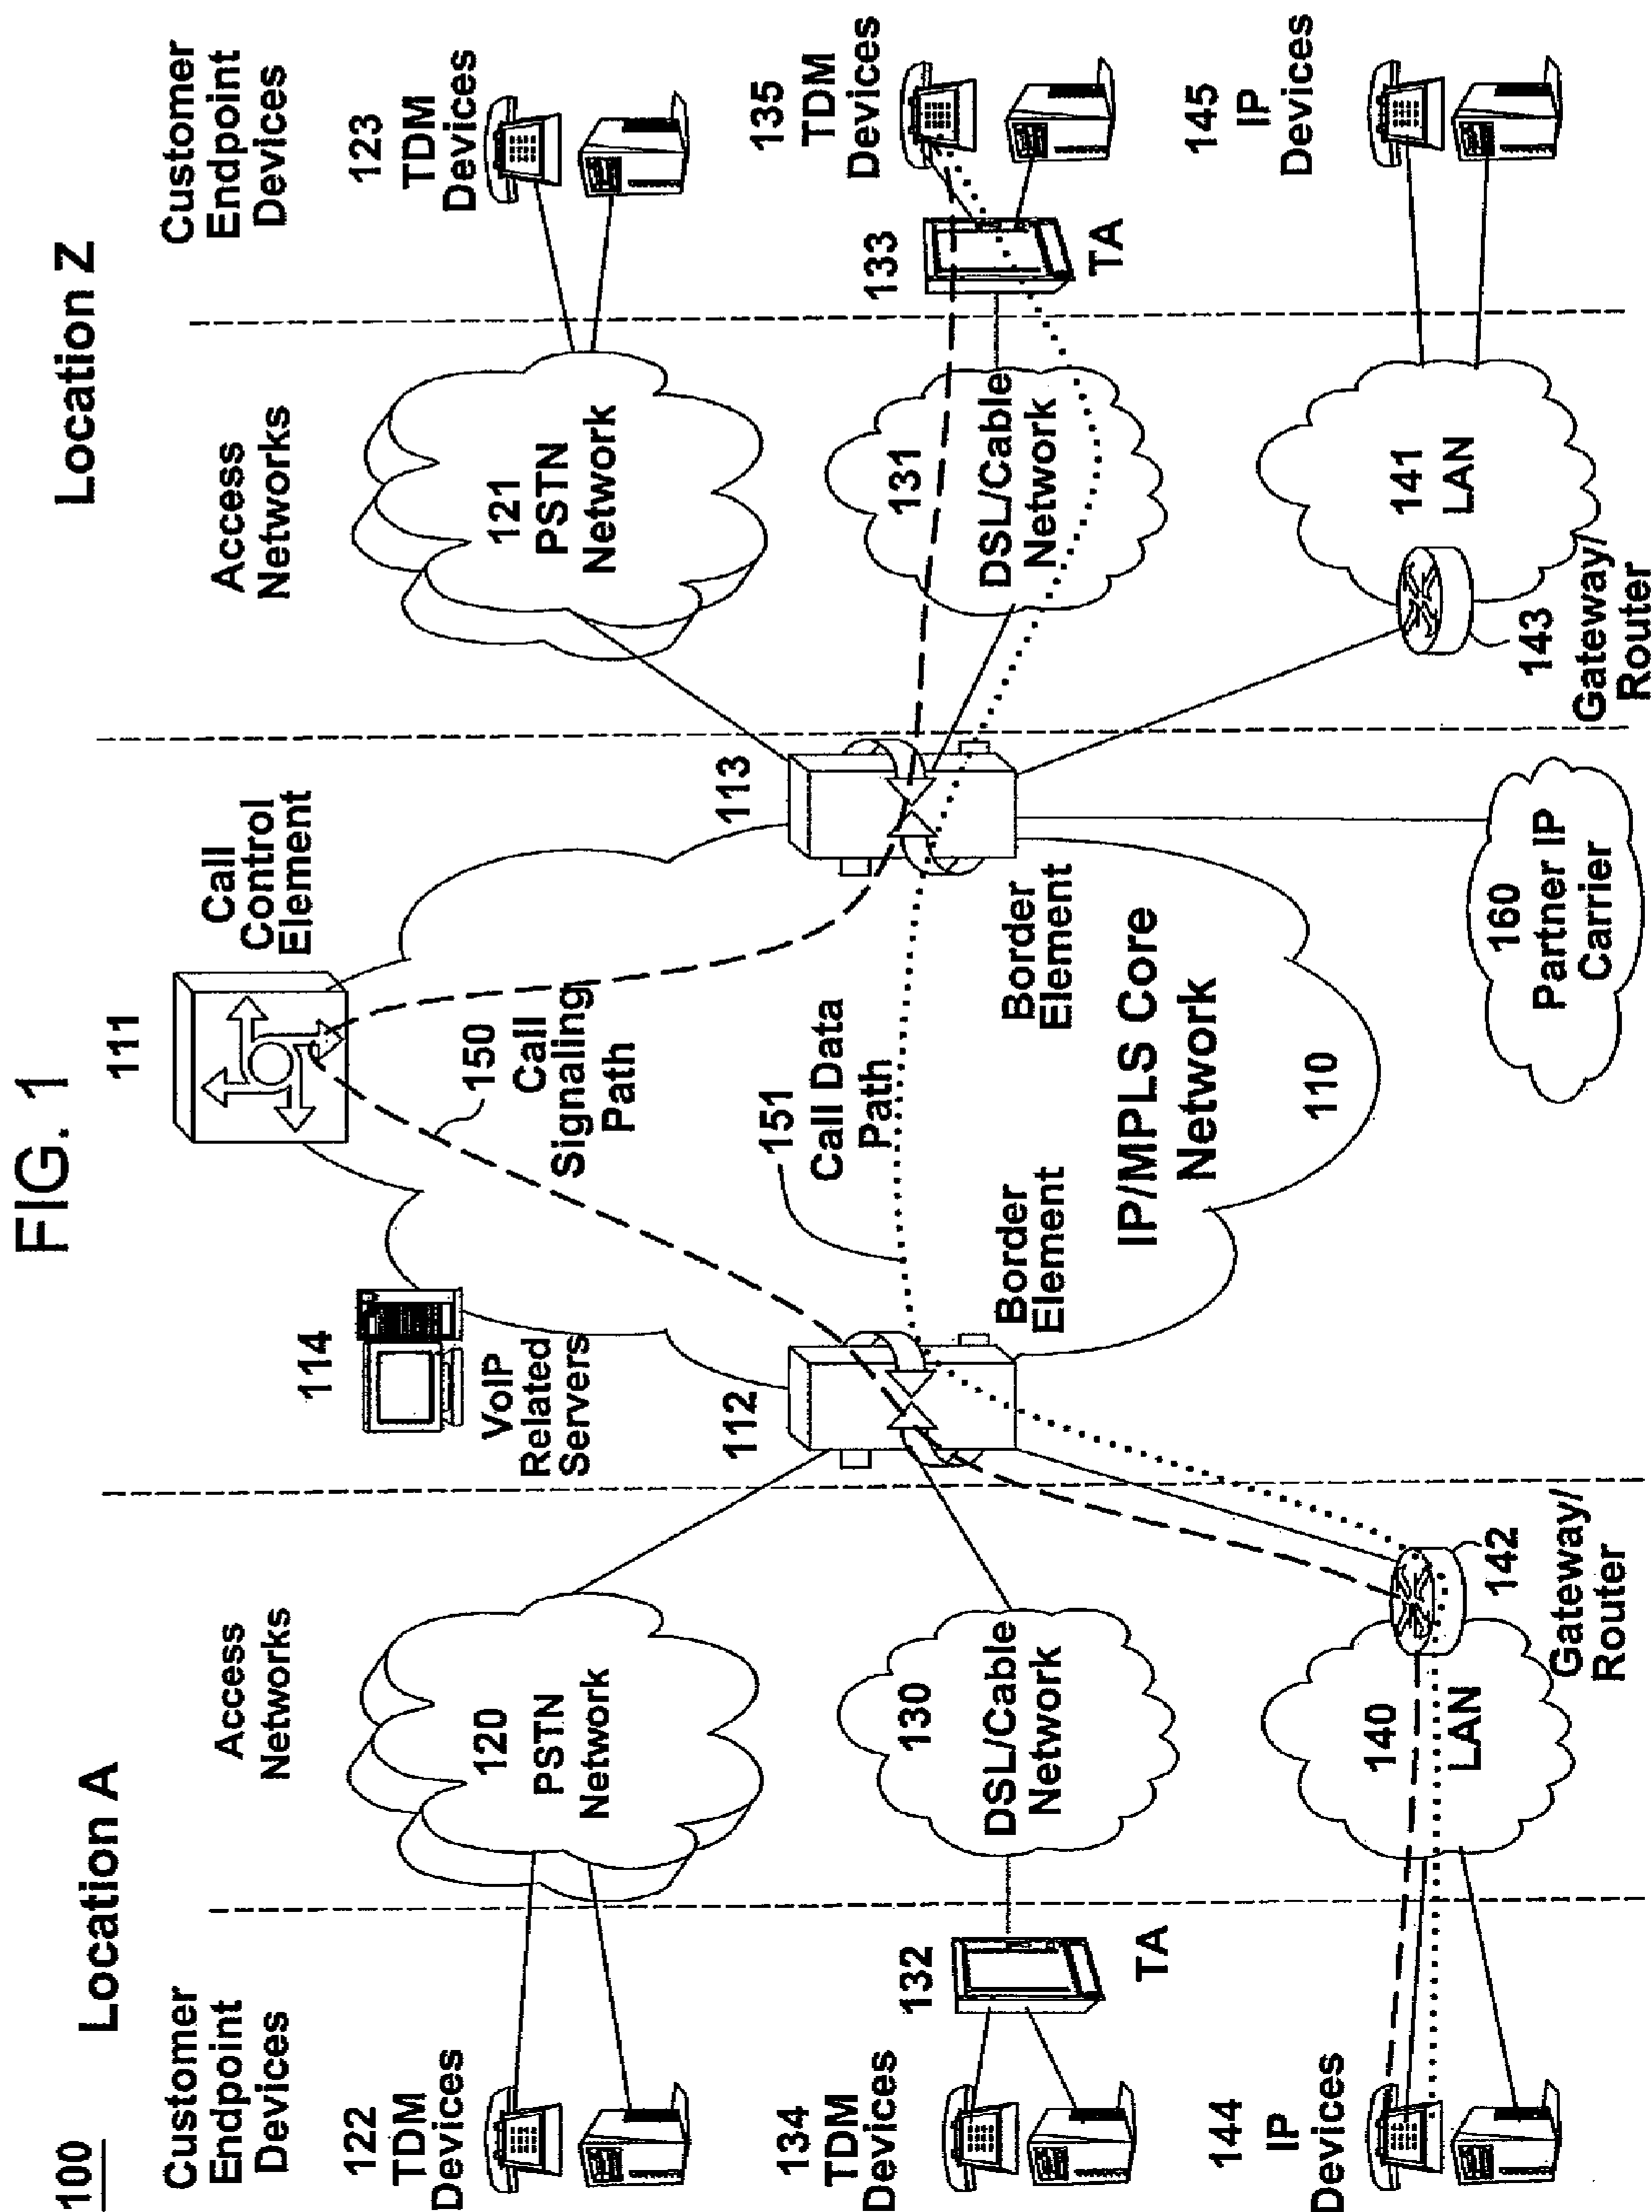 FIG. 1
100
Location A
Location Z
Customer
Endpoint
Devices
Access
Networks
111
Call
Control
Element
Access
Networks
Customer
Endpoint
Devices
122
TDM
Devices
120
PSTN
Network
114
VoIP
Related
Servers
150
Call
Signaling
Path
121
PSTN
Network
123
TDM
Devices
134
TDM
Devices
132
TA
130
DSL/Cable
Network
112
Border
Element
151
Call Data
Path
113
Border
Element
131
DSL/Cable
Network
133
TA
135
TDM
Devices
IP/MPLS Core
Network
110
144
IP
Devices
140
LAN
142
Gateway/
Router
160
Partner IP
Carrier
143
Gateway/
Router
141
LAN
145
IP
Devices